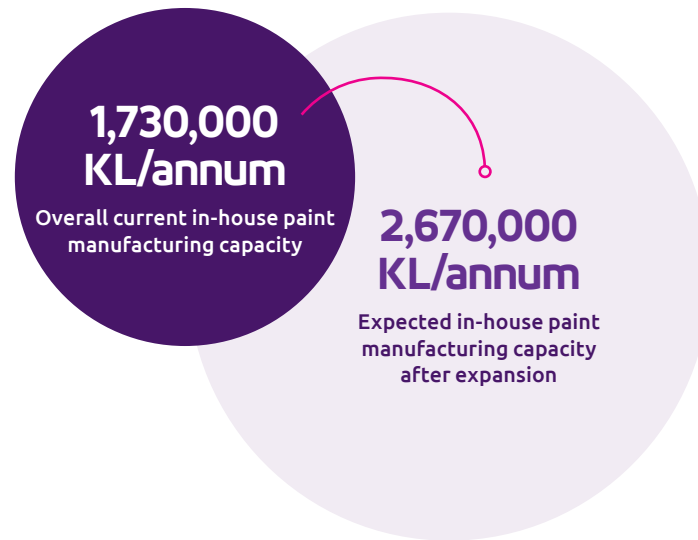 1,730,000
KL/annum
Overall current in-house paint
manufacturing capacity
2,670,000
KL/annum
Expected in-house paint
manufacturing capacity
after expansion